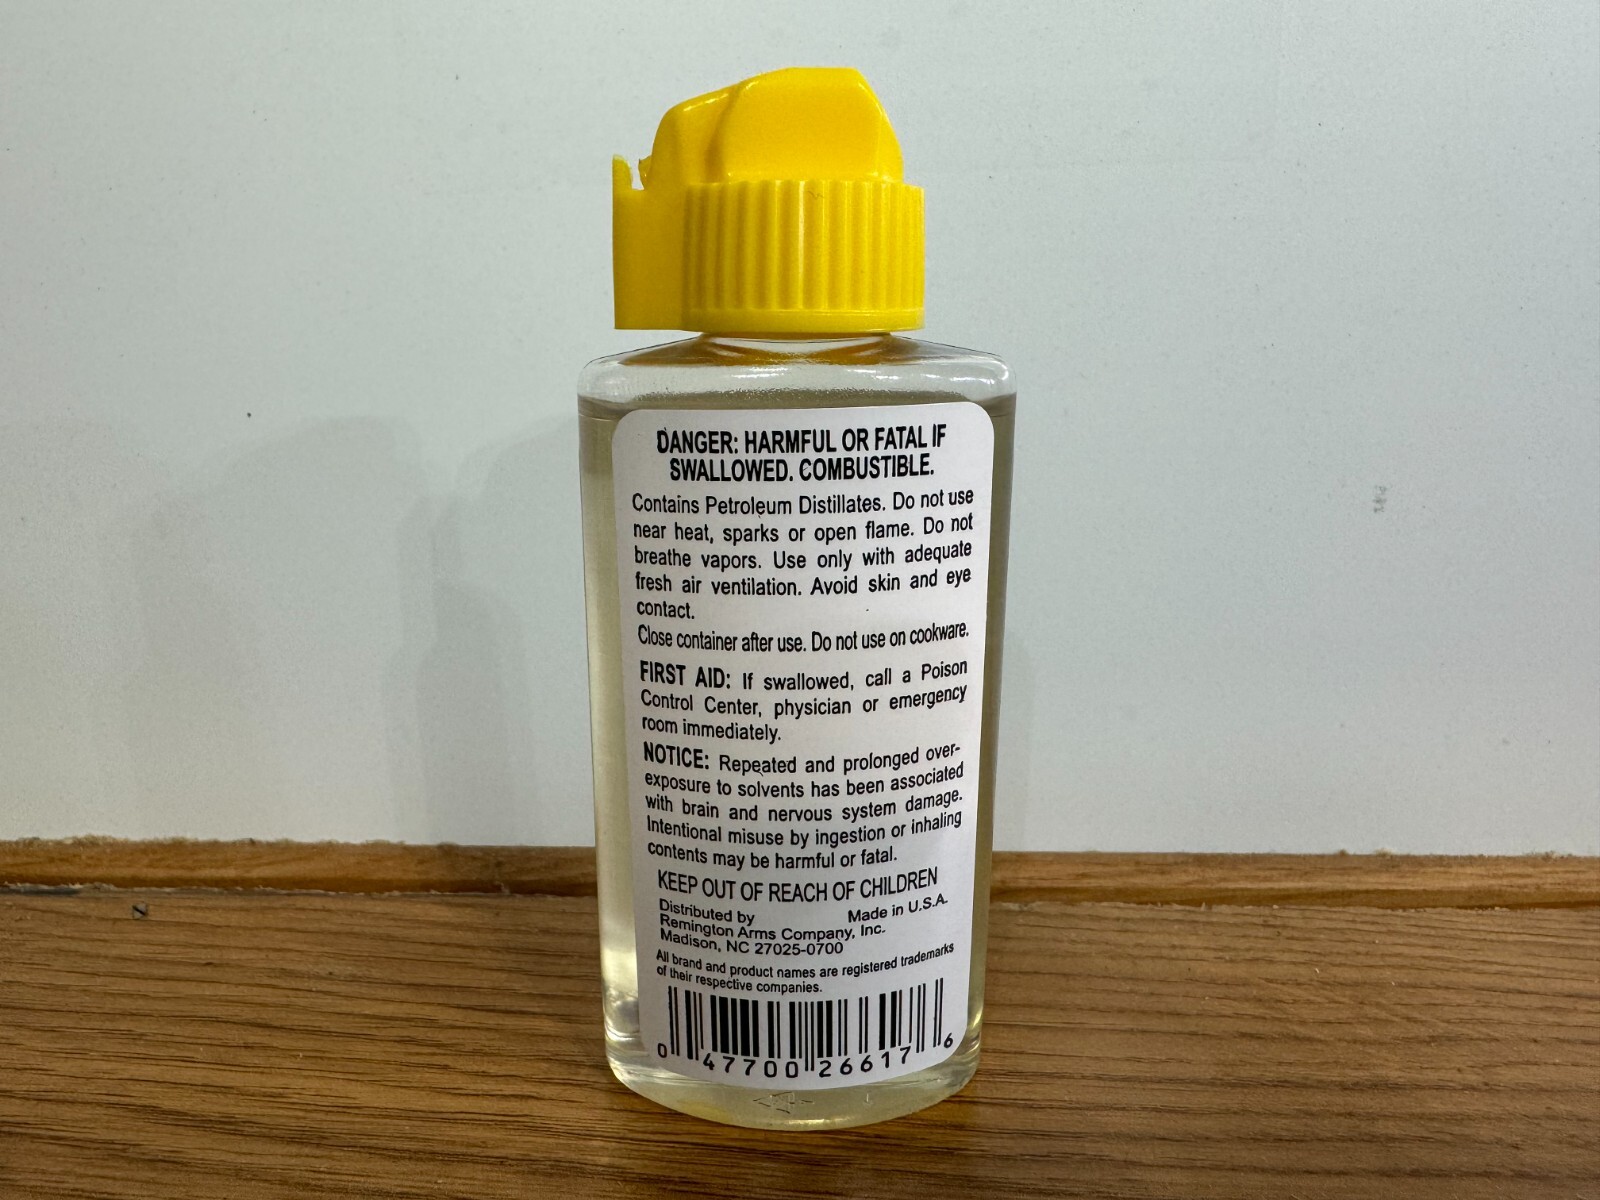 DANGER: HARMFUL OR FATAL IF
SWALLOWED. COMBUSTIBLE.
Contains Petroleum Distillates. Do not use
near heat, sparks or open flame. Do not
breathe vapors. Use only with adequate
fresh air ventilation. Avoid skin and eye
contact.
Close container after use. Do not use on cookware.
FIRST AID: If swallowed, call a Poison
Control Center, physician or emergency
room immediately.
NOTICE: Repeated and prolonged over-
exposure to solvents has been associated
with brain and nervous system damage.
Intentional misuse by ingestion or inhaling
contents may be harmful or fatal.
KEEP OUT OF REACH OF CHILDREN
Distributed by Made in U.S.A.
Remington Arms Company, Inc.
Madison, NC 27025-0700
All brand and product names are registered trademarks
of their respective companies.
0 47700 26617 6